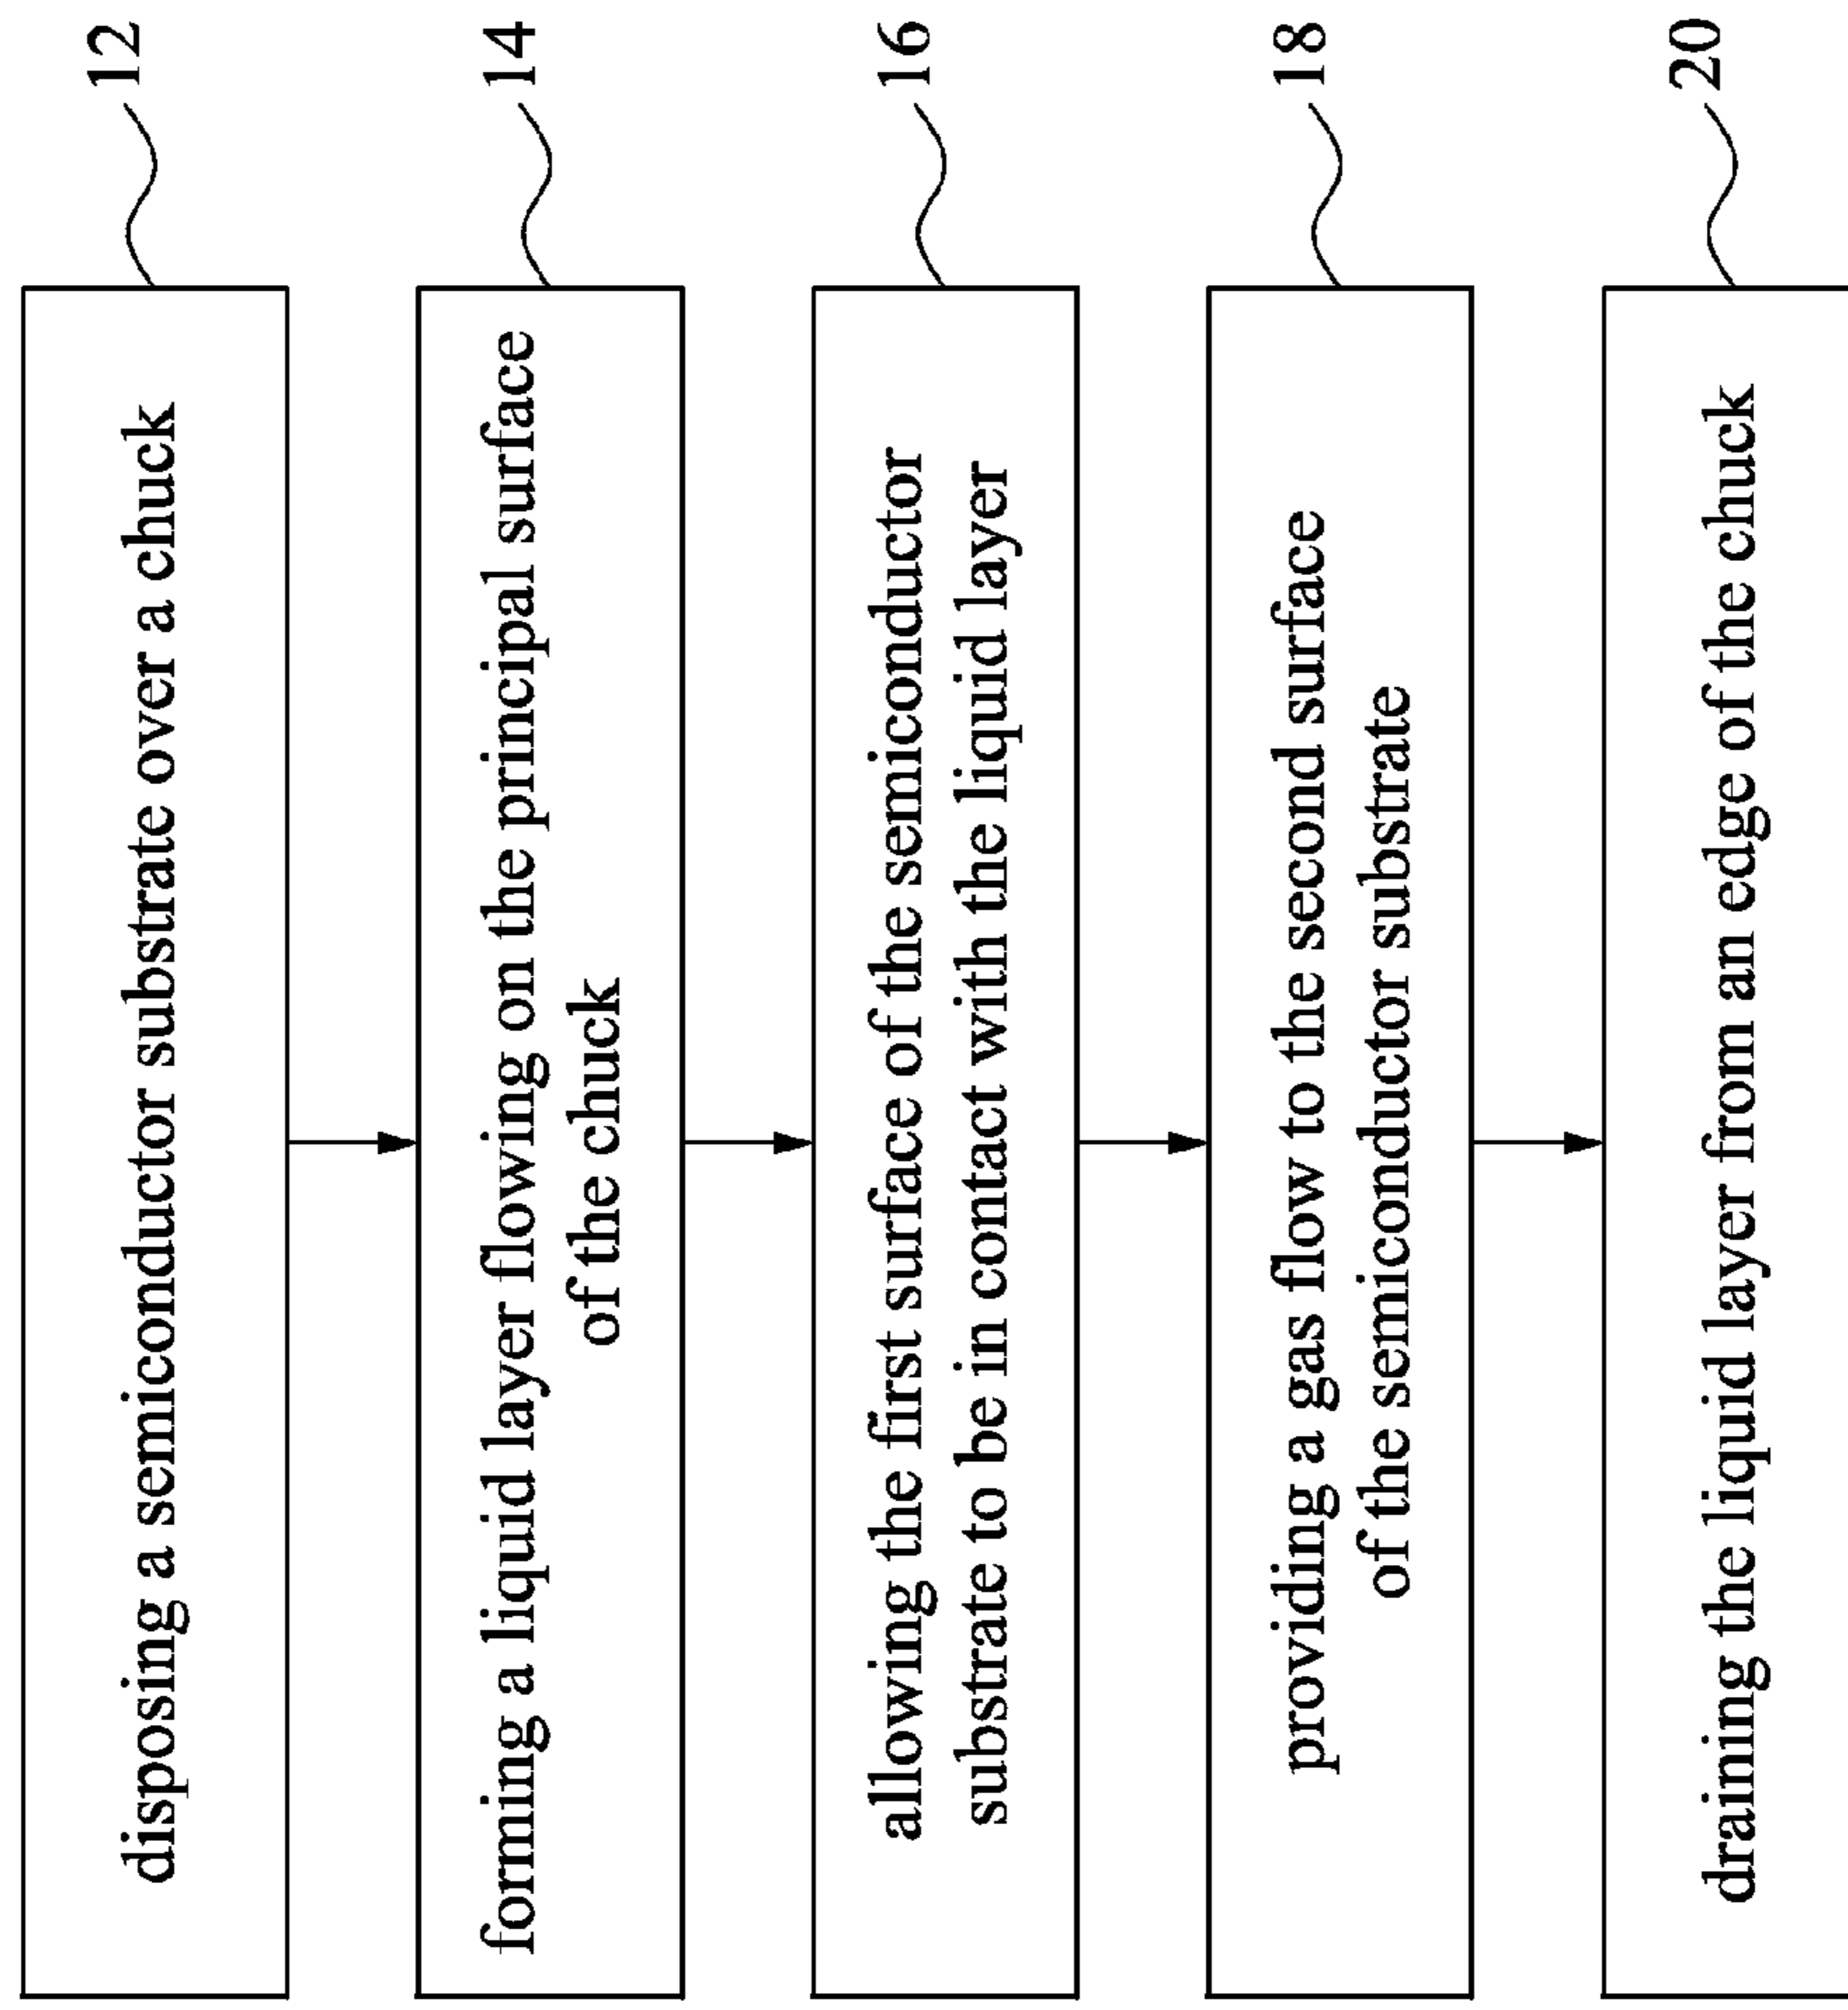 disposing a semiconductor substrate over a chuck
12
forming a liquid layer flowing on the principal surface
of the chuck
14
allowing the first surface of the semiconductor
substrate to be in contact with the liquid layer
16
providing a gas flow to the second surface
of the semiconductor substrate
18
draining the liquid layer from an edge of the chuck
20